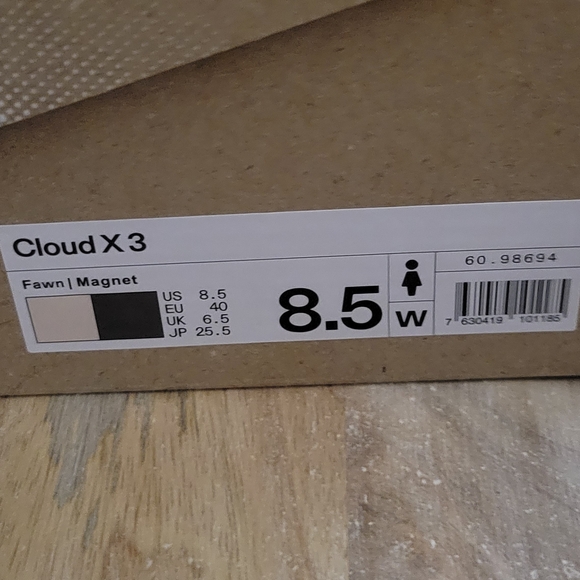 Cloud X 3
Fawn | Magnet
US 8.5
EU 40
UK 6.5
JP 25.5
8.5
W
60.98694
7 630419 101185